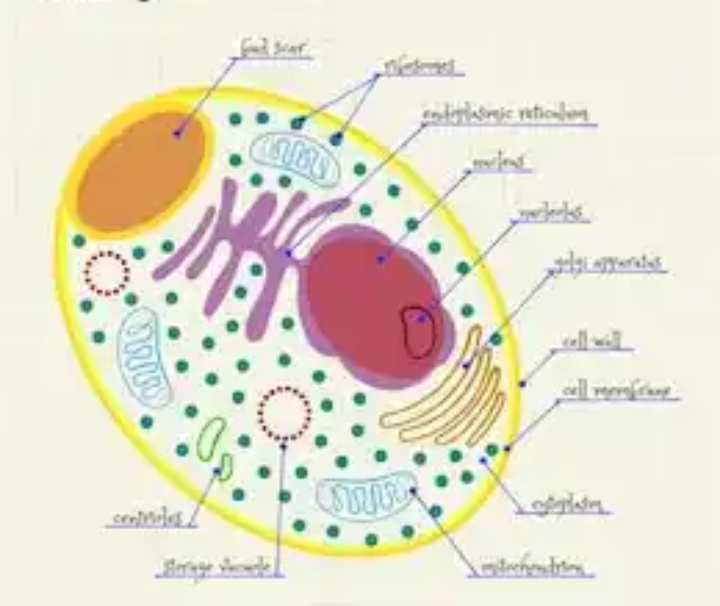 bud scar
ribosomes
endoplasmic reticulum
nucleus
nucleolus
golgi apparatus
cell wall
cell membrane
cytoplasm
centrioles
storage vacuole
mitochondrion